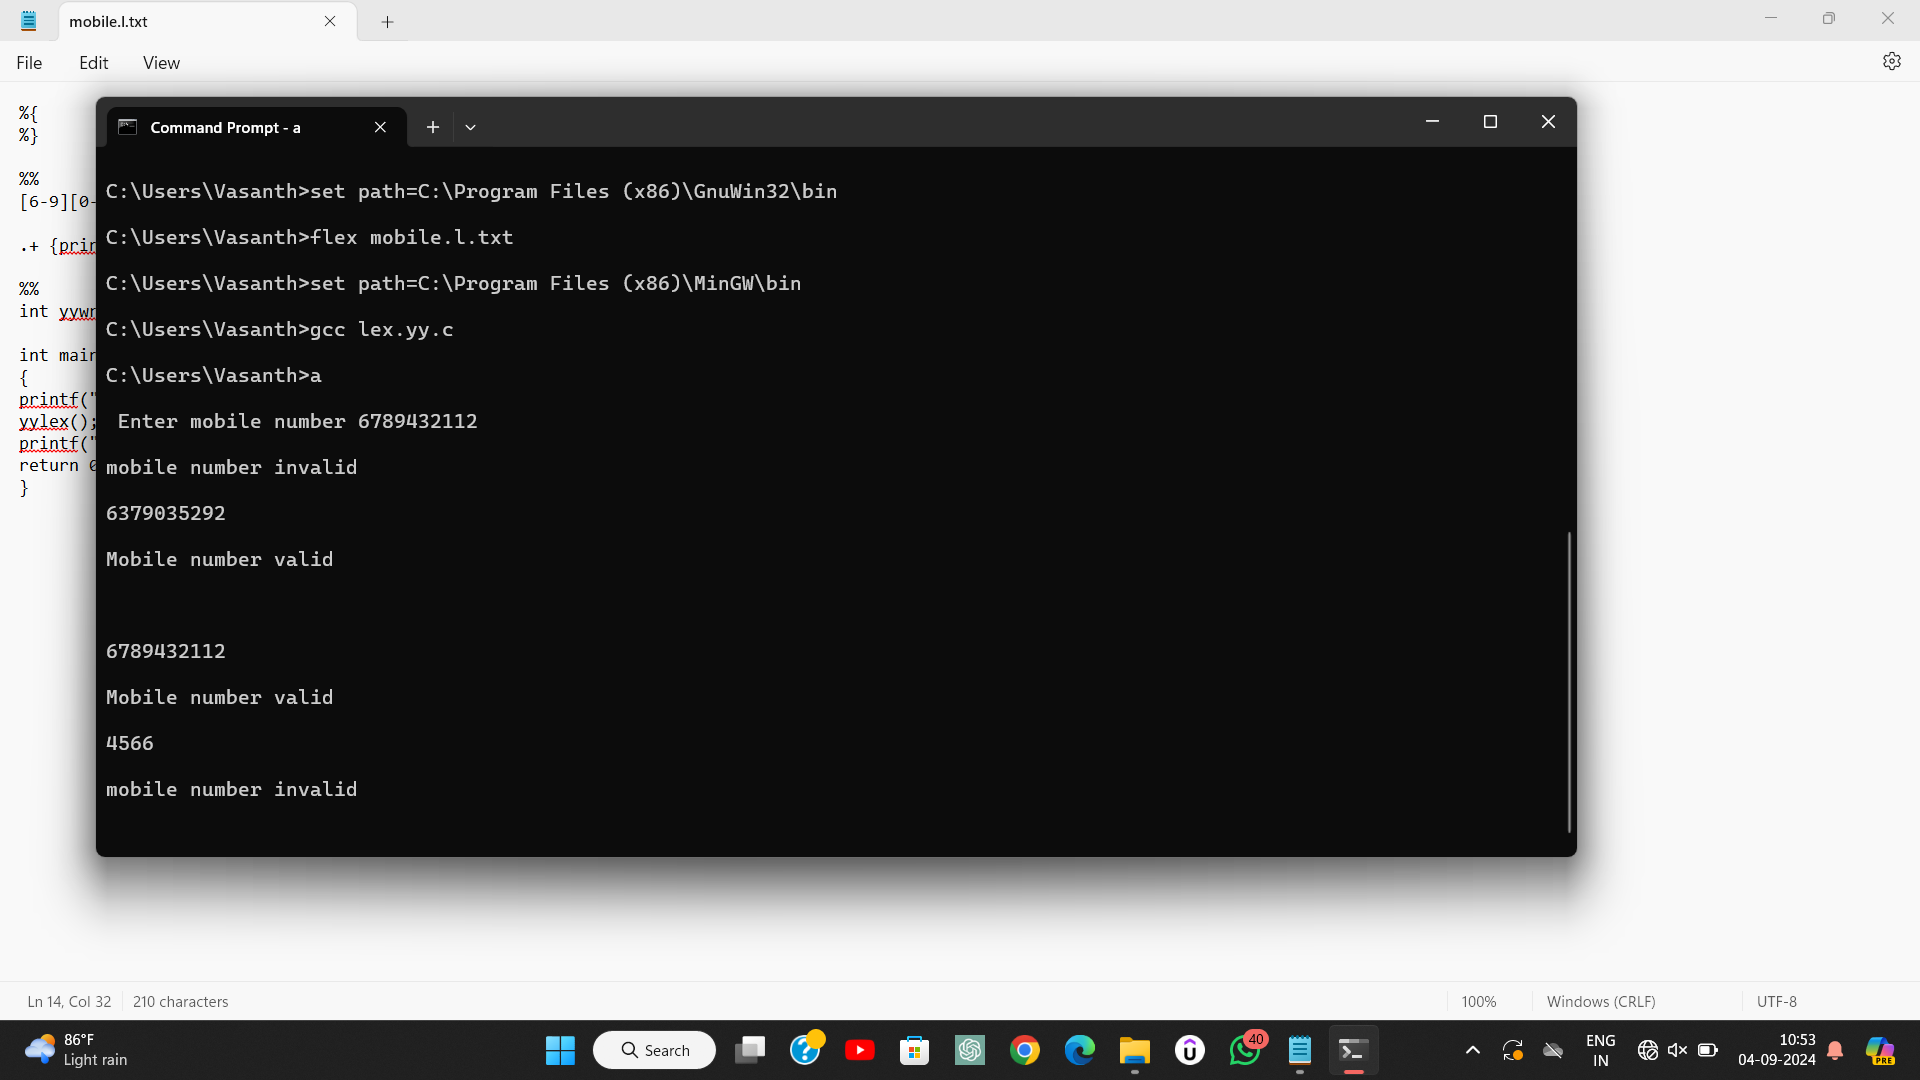 mobile.l.txt
File Edit View
%{
%}
%%
[6-9][0-
.+ {prin
%%
int yywr
int main
{
printf("
yylex();
printf("
return 0
}
Command Prompt - a
C:\Users\Vasanth>set path=C:\Program Files (x86)\GnuWin32\bin
C:\Users\Vasanth>flex mobile.l.txt
C:\Users\Vasanth>set path=C:\Program Files (x86)\MinGW\bin
C:\Users\Vasanth>gcc lex.yy.c
C:\Users\Vasanth>a
Enter mobile number 6789432112
mobile number invalid
6379035292
Mobile number valid
6789432112
Mobile number valid
4566
mobile number invalid
Ln 14, Col 32 210 characters 100% Windows (CRLF) UTF-8
86°F
Light rain
Search
40
ENG
IN
10:53
04-09-2024
PRE